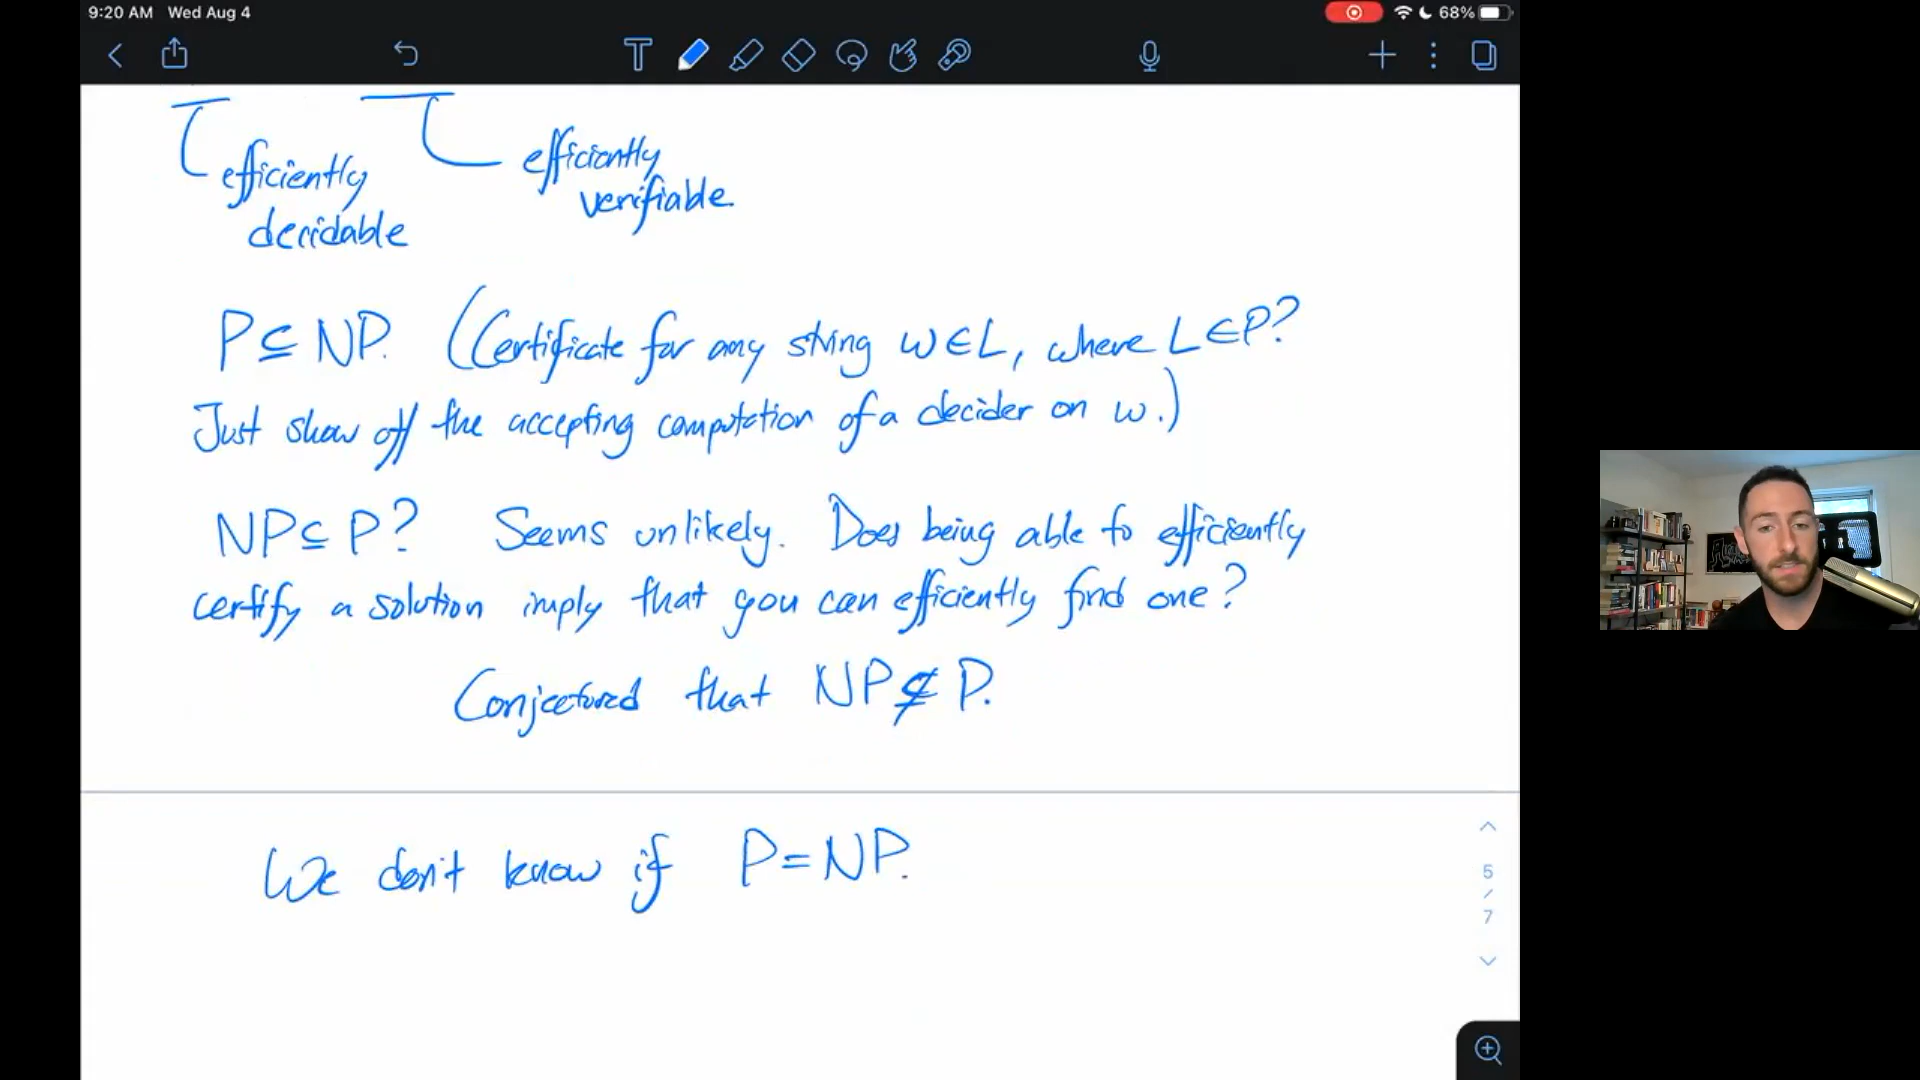 9:20 AM Wed Aug 4
68%
efficiently
decidable
efficiently
verifiable
P ⊆ NP. (Certificate for any string w∈L, where L∈P?
Just show off the accepting computation of a decider on w.)
NP ⊆ P? Seems unlikely. Does being able to efficiently
certify a solution imply that you can efficiently find one?
Conjectured that NP ⊈ P.
We don't know if P=NP.
5
/
7